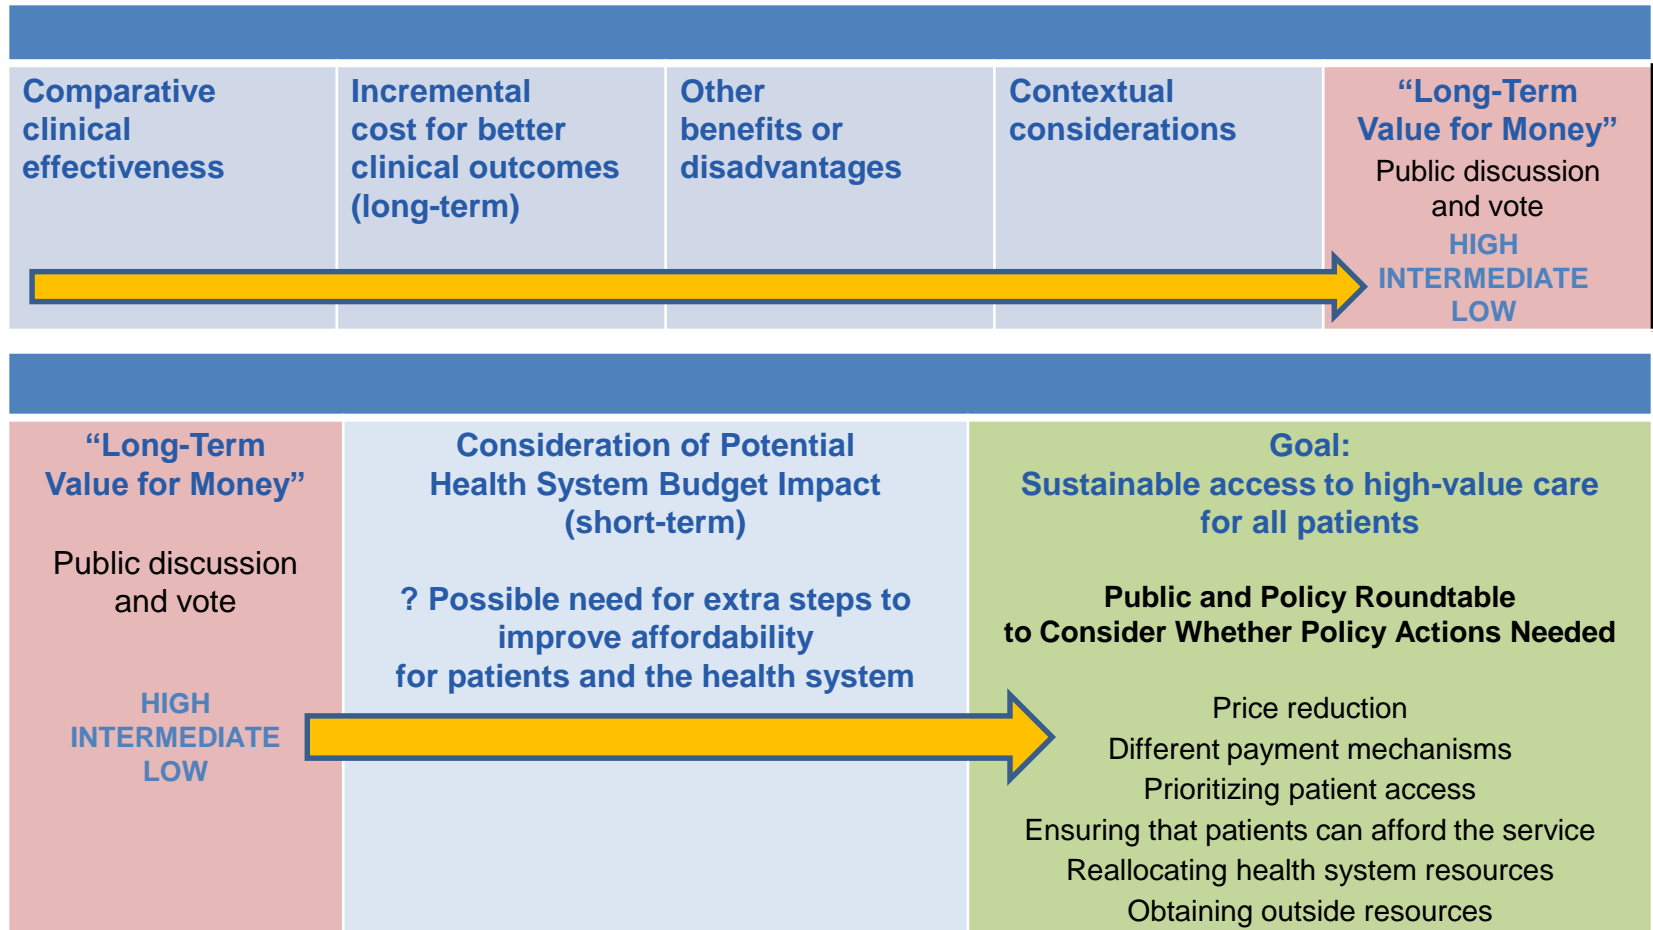 Comparative
clinical
effectiveness
Incremental
cost for better
clinical outcomes
(long-term)
Other
benefits or
disadvantages
Contextual
considerations
“Long-Term
Value for Money”
Public discussion
and vote
HIGH
INTERMEDIATE
LOW
“Long-Term
Value for Money”
Public discussion
and vote
HIGH
INTERMEDIATE
LOW
Consideration of Potential
Health System Budget Impact
(short-term)
? Possible need for extra steps to
improve affordability
for patients and the health system
Goal:
Sustainable access to high-value care
for all patients
Public and Policy Roundtable
to Consider Whether Policy Actions Needed
Price reduction
Different payment mechanisms
Prioritizing patient access
Ensuring that patients can afford the service
Reallocating health system resources
Obtaining outside resources